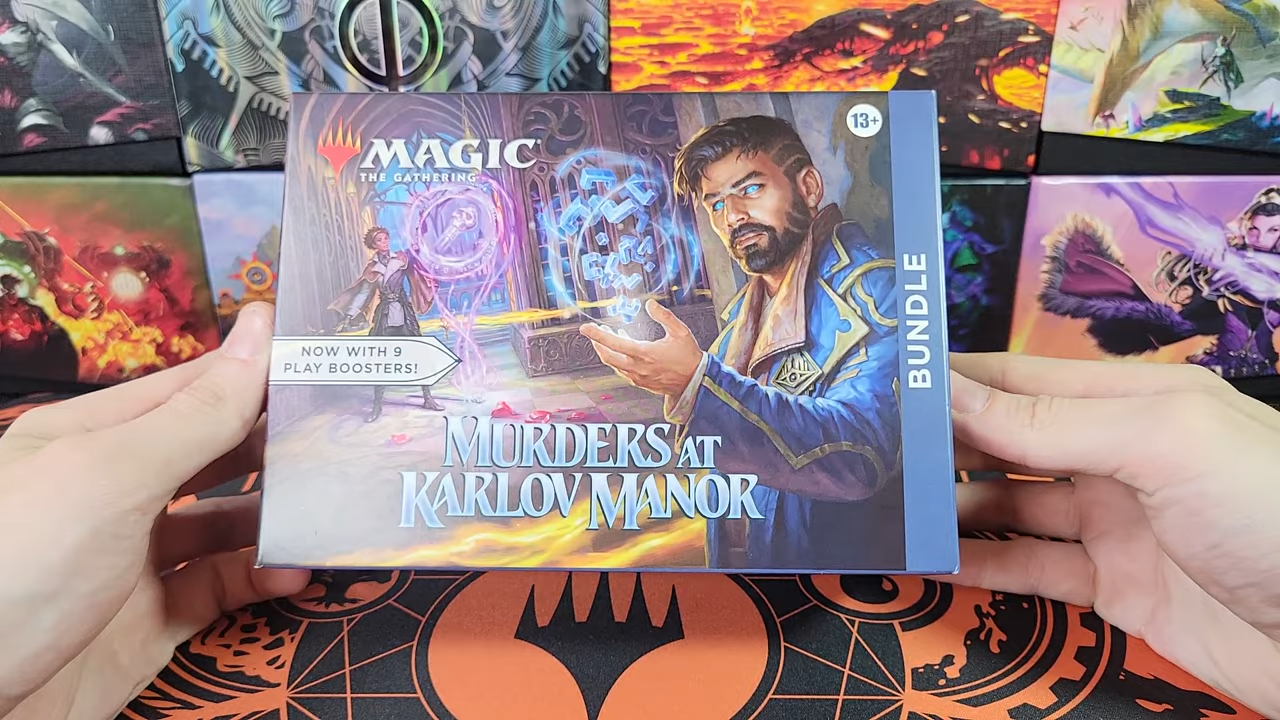 MAGIC
THE GATHERING
13+
NOW WITH 9
PLAY BOOSTERS!
MURDERS AT
KARLOV MANOR
BUNDLE